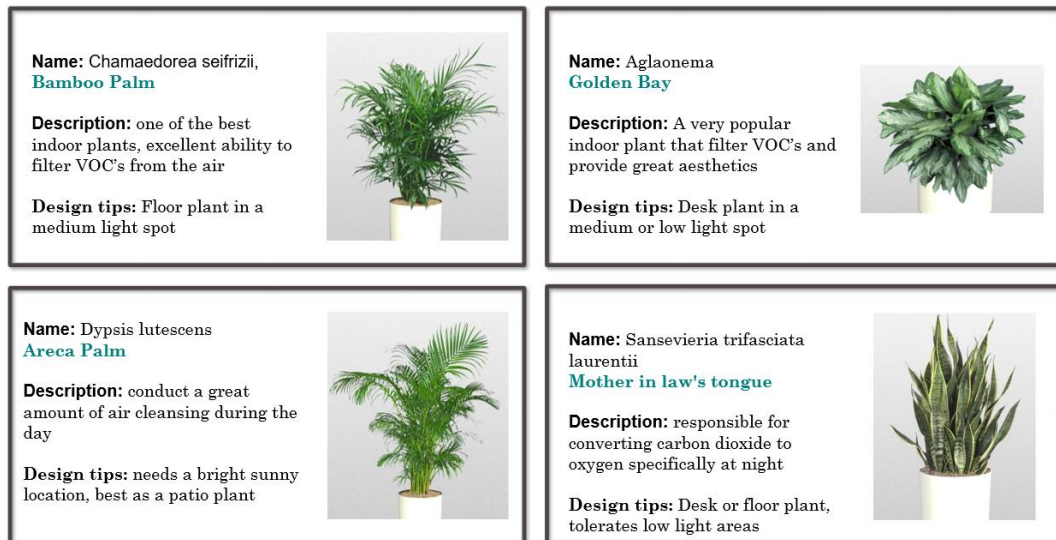 Name: Chamaedorea seifrizii,
Bamboo Palm
Description: one of the best
indoor plants, excellent ability to
filter VOC's from the air
Design tips: Floor plant in a
medium light spot
Name: Aglaonema
Golden Bay
Description: A very popular
indoor plant that filter VOC's and
provide great aesthetics
Design tips: Desk plant in a
medium or low light spot
Name: Dypsis lutescens
Areca Palm
Description: conduct a great
amount of air cleansing during the
day
Design tips: needs a bright sunny
location, best as a patio plant
Name: Sansevieria trifasciata
laurentii
Mother in law's tongue
Description: responsible for
converting carbon dioxide to
oxygen specifically at night
Design tips: Desk or floor plant,
tolerates low light areas